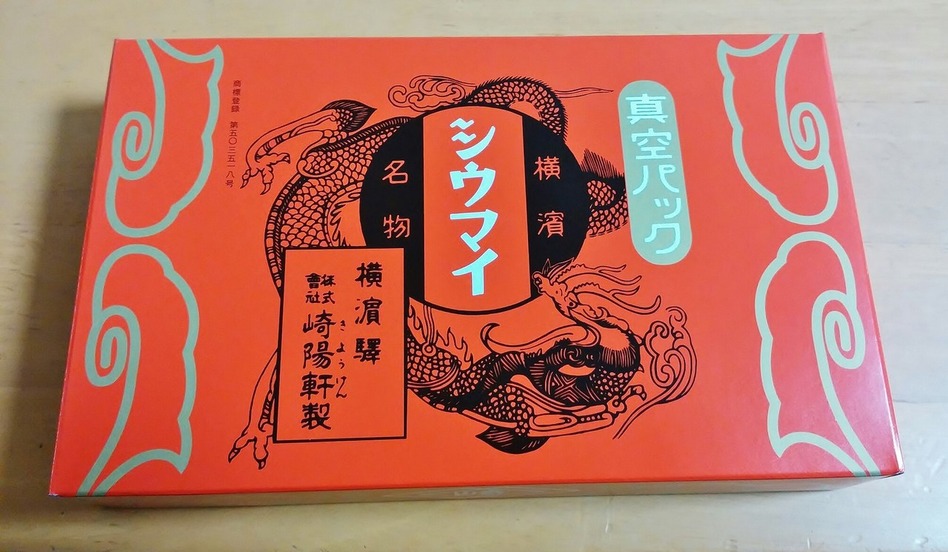 真空パック
横濱
シウマイ
名物
横濱驛
株式會社
崎陽軒製
きようけん
商標登録 第五〇三五一八号